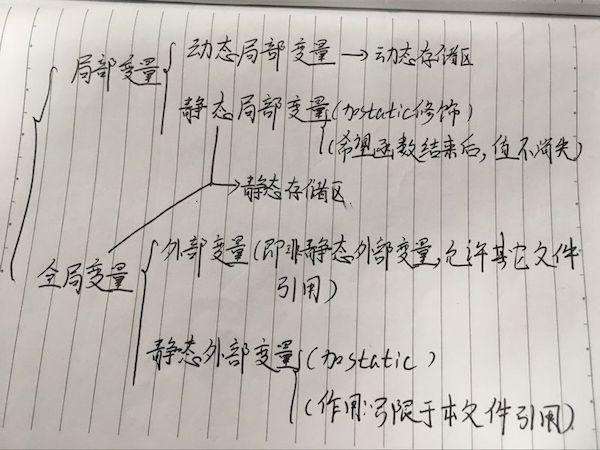 局部变量
动态局部变量→动态存储区
静态局部变量(加static修饰)
(希望函数结束后,值不消失)
→静态存储区
全局变量
外部变量(即非静态外部变量,允许其它文件
引用)
静态外部变量(加static)
(作用:只限于本文件引用)